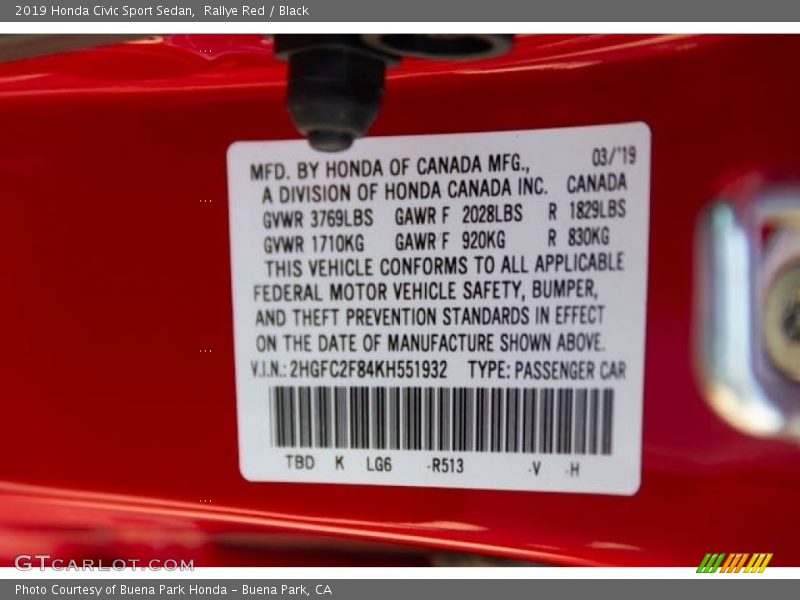 2019 Honda Civic Sport Sedan,  Rallye Red / Black
MFD. BY HONDA OF CANADA MFG., 03/'19
A DIVISION OF HONDA CANADA INC. CANADA
GVWR 3769LBS GAWR F 2028LBS R 1829LBS
GVWR 1710KG GAWR F 920KG R 830KG
THIS VEHICLE CONFORMS TO ALL APPLICABLE
FEDERAL MOTOR VEHICLE SAFETY, BUMPER,
AND THEFT PREVENTION STANDARDS IN EFFECT
ON THE DATE OF MANUFACTURE SHOWN ABOVE.
V.I.N.: 2HGFC2F84KH551932 TYPE: PASSENGER CAR
TBD K LG6 -R513 -V -H
GTCARLOT.COM
Photo Courtesy of Buena Park Honda - Buena Park, CA